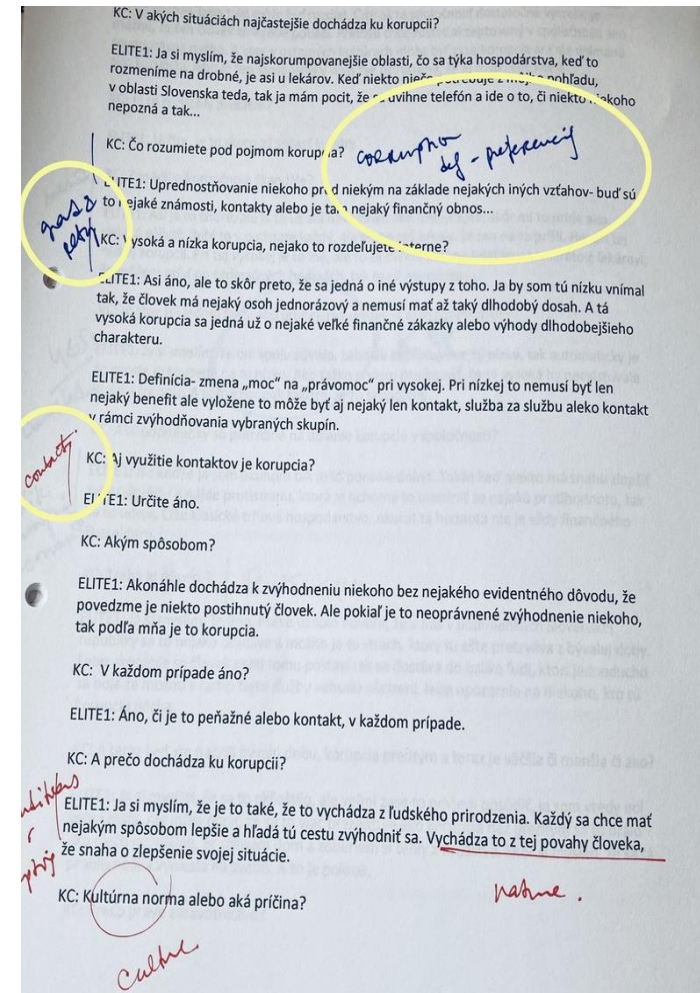 KC: V akých situáciách najčastejšie dochádza ku korupcii?
ELITE1: Ja si myslím, že najskorumpovanejšie oblasti, čo sa týka hospodárstva, keď to
rozmeníme na drobné, je asi u lekárov. Keď niekto niečo potrebuje z môjho pohľadu,
v oblasti Slovenska teda, tak ja mám pocit, že sa dvihne telefón a ide o to, či niekto niekoho
nepozná a tak...
KC: Čo rozumiete pod pojmom korupcia?
corruption
def - preferencing
ELITE1: Uprednostňovanie niekoho pred niekým na základe nejakých iných vzťahov- buď sú
to nejaké známosti, kontakty alebo je tam nejaký finančný obnos...
petty
KC: Vysoká a nízka korupcia, nejako to rozdeľujete interne?
ELITE1: Asi áno, ale to skôr preto, že sa jedná o iné výstupy z toho. Ja by som tú nízku vnímal
tak, že človek má nejaký osoh jednorázový a nemusí mať až taký dlhodobý dosah. A tá
vysoká korupcia sa jedná už o nejaké veľké finančné zákazky alebo výhody dlhodobejšieho
charakteru.
ELITE1: Definícia- zmena „moc“ na „právomoc“ pri vysokej. Pri nízkej to nemusí byť len
nejaký benefit ale vyložene to môže byť aj nejaký len kontakt, služba za službu aleko kontakt
v rámci zvýhodňovania vybraných skupín.
contacts
KC: Aj využitie kontaktov je korupcia?
ELITE1: Určite áno.
KC: Akým spôsobom?
ELITE1: Akonáhle dochádza k zvýhodneniu niekoho bez nejakého evidentného dôvodu, že
povedzme je niekto postihnutý človek. Ale pokiaľ je to neoprávnené zvýhodnenie niekoho,
tak podľa mňa je to korupcia.
KC: V každom prípade áno?
ELITE1: Áno, či je to peňažné alebo kontakt, v každom prípade.
KC: A prečo dochádza ku korupcii?
ELITE1: Ja si myslím, že je to také, že to vychádza z ľudského prirodzenia. Každý sa chce mať
nejakým spôsobom lepšie a hľadá tú cestu zvýhodniť sa. Vychádza to z tej povahy človeka,
že snaha o zlepšenie svojej situácie.
nature.
KC: Kultúrna norma alebo aká príčina?
culture